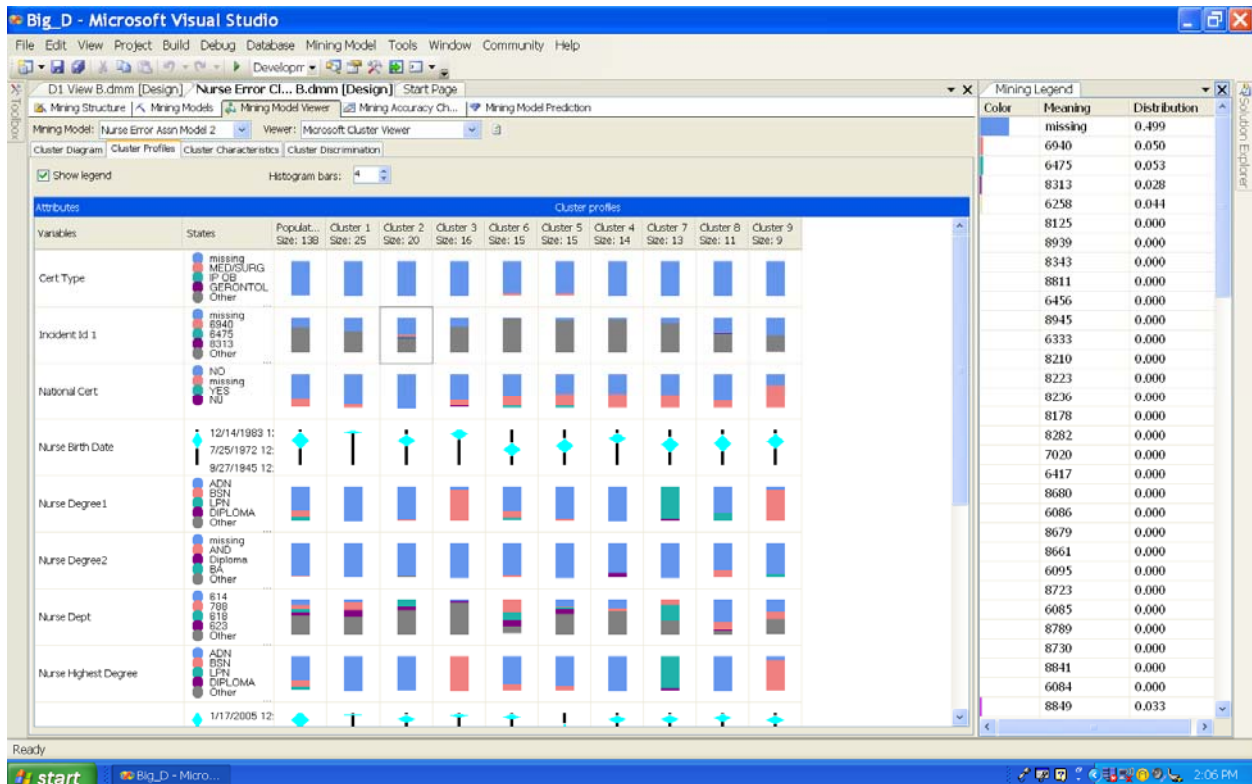 Big_D - Microsoft Visual Studio
File Edit View Project Build Debug Database Mining Model Tools Window Community Help
Developm
D1 View B.dmm [Design] Nurse Error Cl... B.dmm [Design] Start Page
Mining Structure Mining Models Mining Model Viewer Mining Accuracy Ch... Mining Model Prediction
Mining Model: Nurse Error Assn Model 2 Viewer: Microsoft Cluster Viewer
Cluster Diagram Cluster Profiles Cluster Characteristics Cluster Discrimination
Show legend Histogram bars: 4
Attributes Cluster profiles
Variables States Populat... Size: 138 Cluster 1 Size: 25 Cluster 2 Size: 20 Cluster 3 Size: 16 Cluster 6 Size: 15 Cluster 5 Size: 15 Cluster 4 Size: 14 Cluster 7 Size: 13 Cluster 8 Size: 11 Cluster 9 Size: 9
Cert Type
missing
MED/SURG
IP OB
GERONTOL
Other
Incident Id 1
missing
6940
6475
8313
Other
National Cert
NO
missing
YES
Nurse Birth Date
12/14/1983 1:
7/25/1972 12:
9/27/1945 12:
Nurse Degree1
ADN
BSN
LPN
DIPLOMA
Other
Nurse Degree2
missing
AND
Diploma
BA
Other
Nurse Dept
614
788
618
623
Other
Nurse Highest Degree
ADN
BSN
LPN
DIPLOMA
Other
1/17/2005 12:
Toolbox
Mining Legend
Color Meaning Distribution
missing 0.499
6940 0.050
6475 0.053
8313 0.028
6258 0.044
8125 0.000
8939 0.000
8343 0.000
8811 0.000
6456 0.000
8945 0.000
6333 0.000
8210 0.000
8223 0.000
8236 0.000
8178 0.000
8282 0.000
7020 0.000
6417 0.000
8680 0.000
6086 0.000
8679 0.000
8661 0.000
6095 0.000
8723 0.000
6085 0.000
8789 0.000
8730 0.000
8841 0.000
6084 0.000
8849 0.033
Solution Explorer
Ready
start Big_D - Micro... 2:06 PM